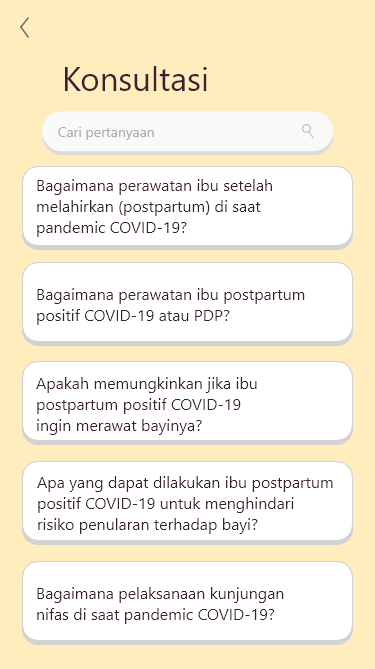 Konsultasi
Cari pertanyaan
Bagaimana perawatan ibu setelah
melahirkan (postpartum) di saat
pandemic COVID-19?
Bagaimana perawatan ibu postpartum
positif COVID-19 atau PDP?
Apakah memungkinkan jika ibu
postpartum positif COVID-19
ingin merawat bayinya?
Apa yang dapat dilakukan ibu postpartum
positif COVID-19 untuk menghindari
risiko penularan terhadap bayi?
Bagaimana pelaksanaan kunjungan
nifas di saat pandemic COVID-19?